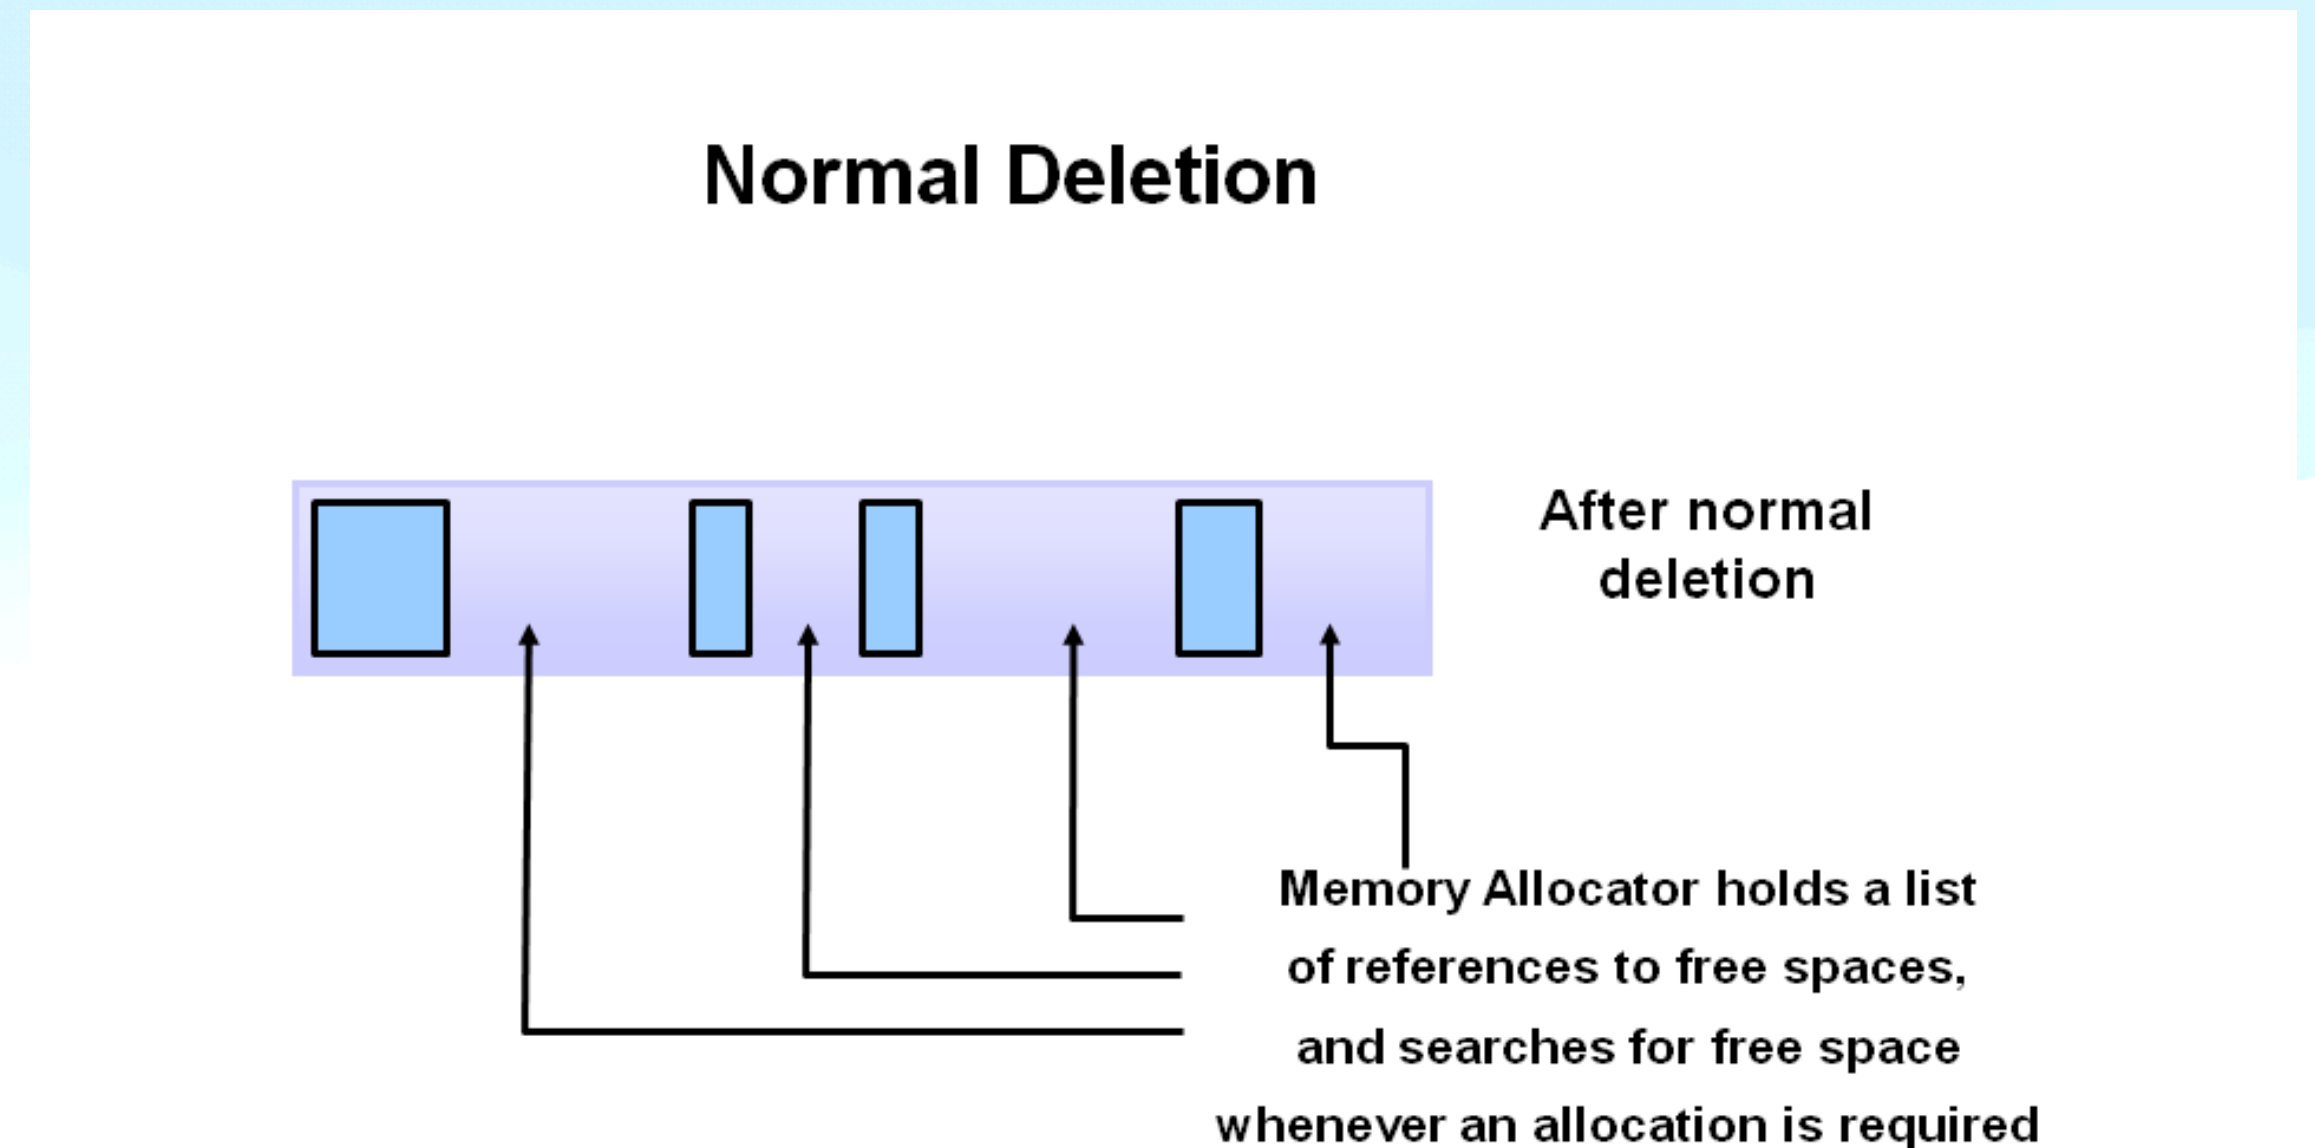 Normal Deletion
After normal
deletion
Memory Allocator holds a list
of references to free spaces,
and searches for free space
whenever an allocation is required